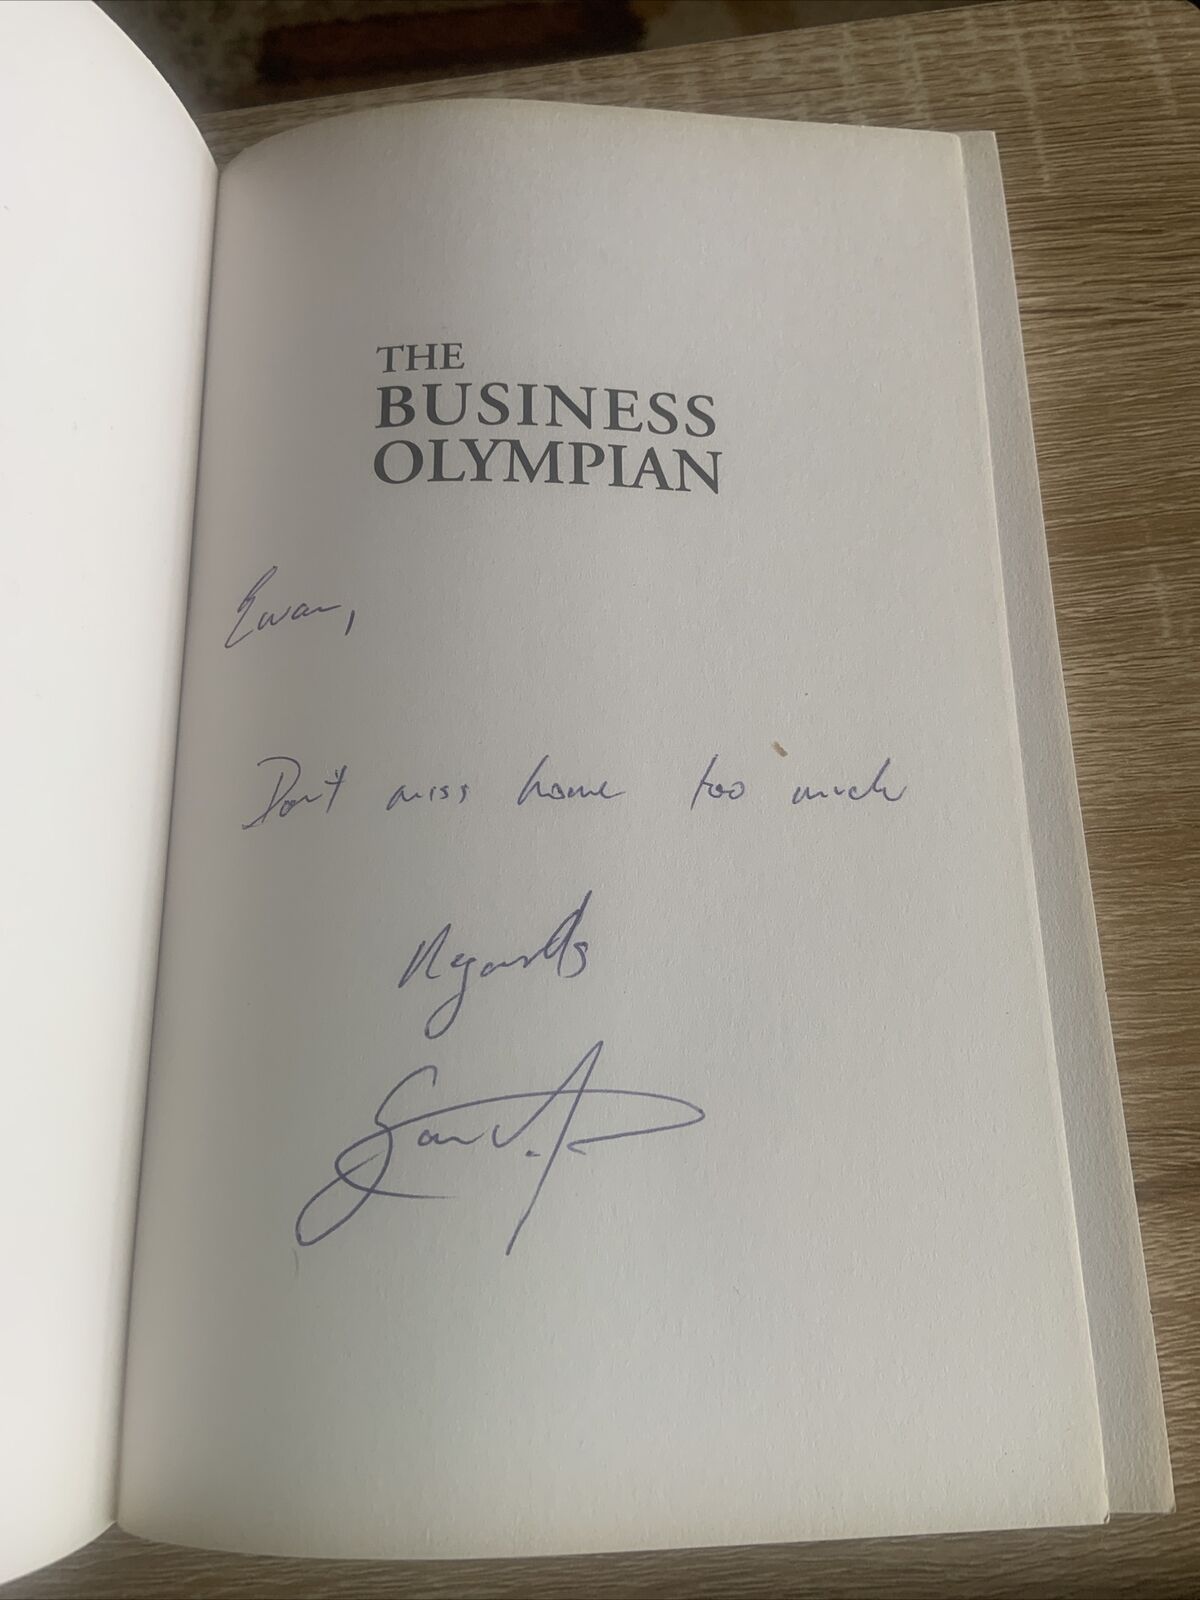 THE
BUSINESS
OLYMPIAN
Ewan,
Don't miss home too much
Regards